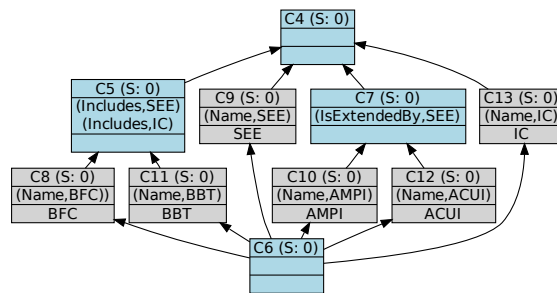 C4 (S: 0)
C5 (S: 0)
(Includes,SEE)
(Includes,IC)
C9 (S: 0)
(Name,SEE)
SEE
C7 (S: 0)
(IsExtendedBy,SEE)
C13 (S: 0)
(Name,IC)
IC
C8 (S: 0)
(Name,BFC))
BFC
C11 (S: 0)
(Name,BBT)
BBT
C10 (S: 0)
(Name,AMPI)
AMPI
C12 (S: 0)
(Name,ACUI)
ACUI
C6 (S: 0)